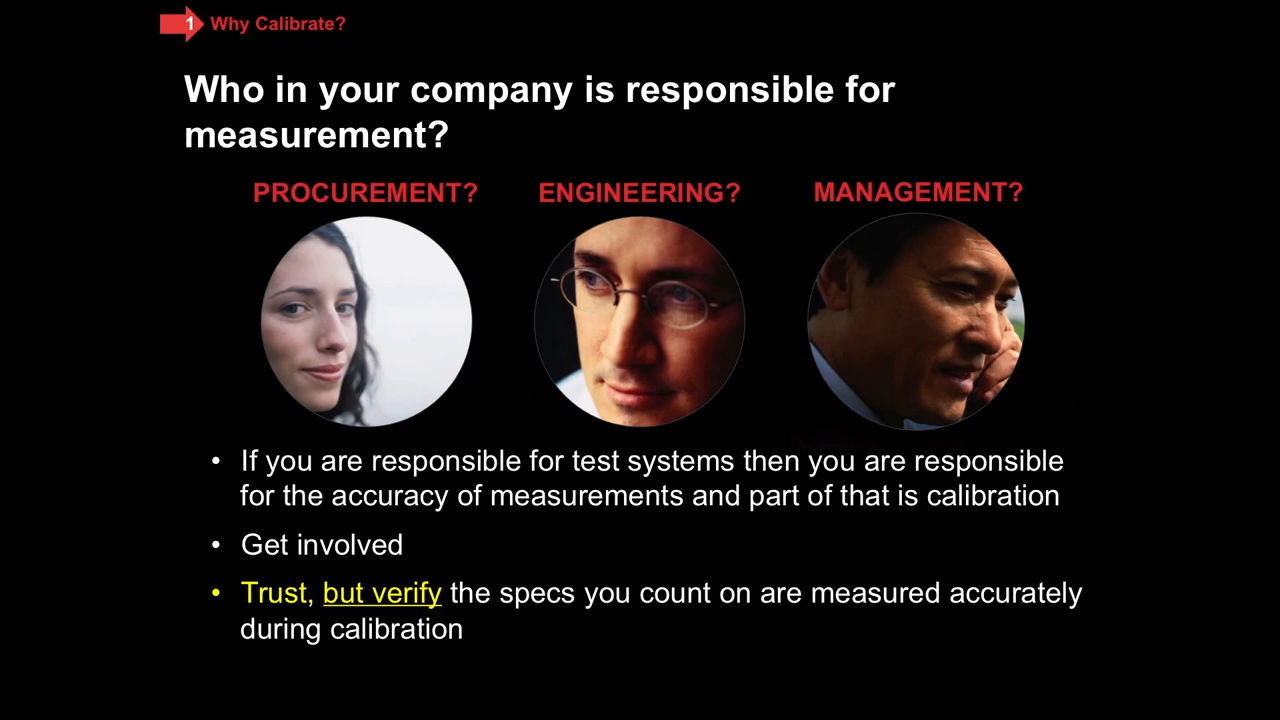 1 Why Calibrate?
Who in your company is responsible for
measurement?
PROCUREMENT? ENGINEERING? MANAGEMENT?
• If you are responsible for test systems then you are responsible
for the accuracy of measurements and part of that is calibration
• Get involved
• Trust, but verify the specs you count on are measured accurately
during calibration